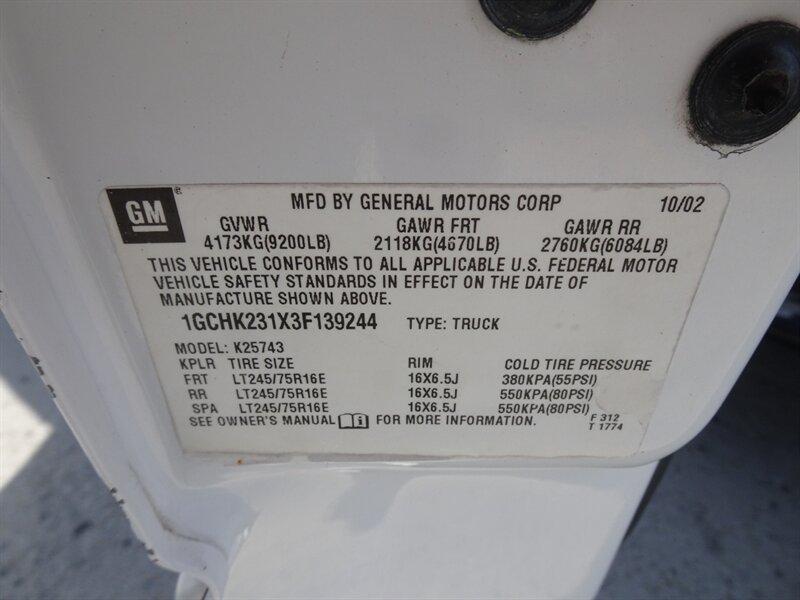 GM ® MFD BY GENERAL MOTORS CORP 10/02
GVWR GAWR FRT GAWR RR
4173KG(9200LB) 2118KG(4670LB) 2760KG(6084LB)
THIS VEHICLE CONFORMS TO ALL APPLICABLE U.S. FEDERAL MOTOR
VEHICLE SAFETY STANDARDS IN EFFECT ON THE DATE OF
MANUFACTURE SHOWN ABOVE.
1GCHK231X3F139244 TYPE: TRUCK
MODEL: K25743
KPLR TIRE SIZE RIM COLD TIRE PRESSURE
FRT LT245/75R16E 16X6.5J 380KPA(55PSI)
RR LT245/75R16E 16X6.5J 550KPA(80PSI)
SPA LT245/75R16E 16X6.5J 550KPA(80PSI)
SEE OWNER'S MANUAL FOR MORE INFORMATION. F 312
T 1774